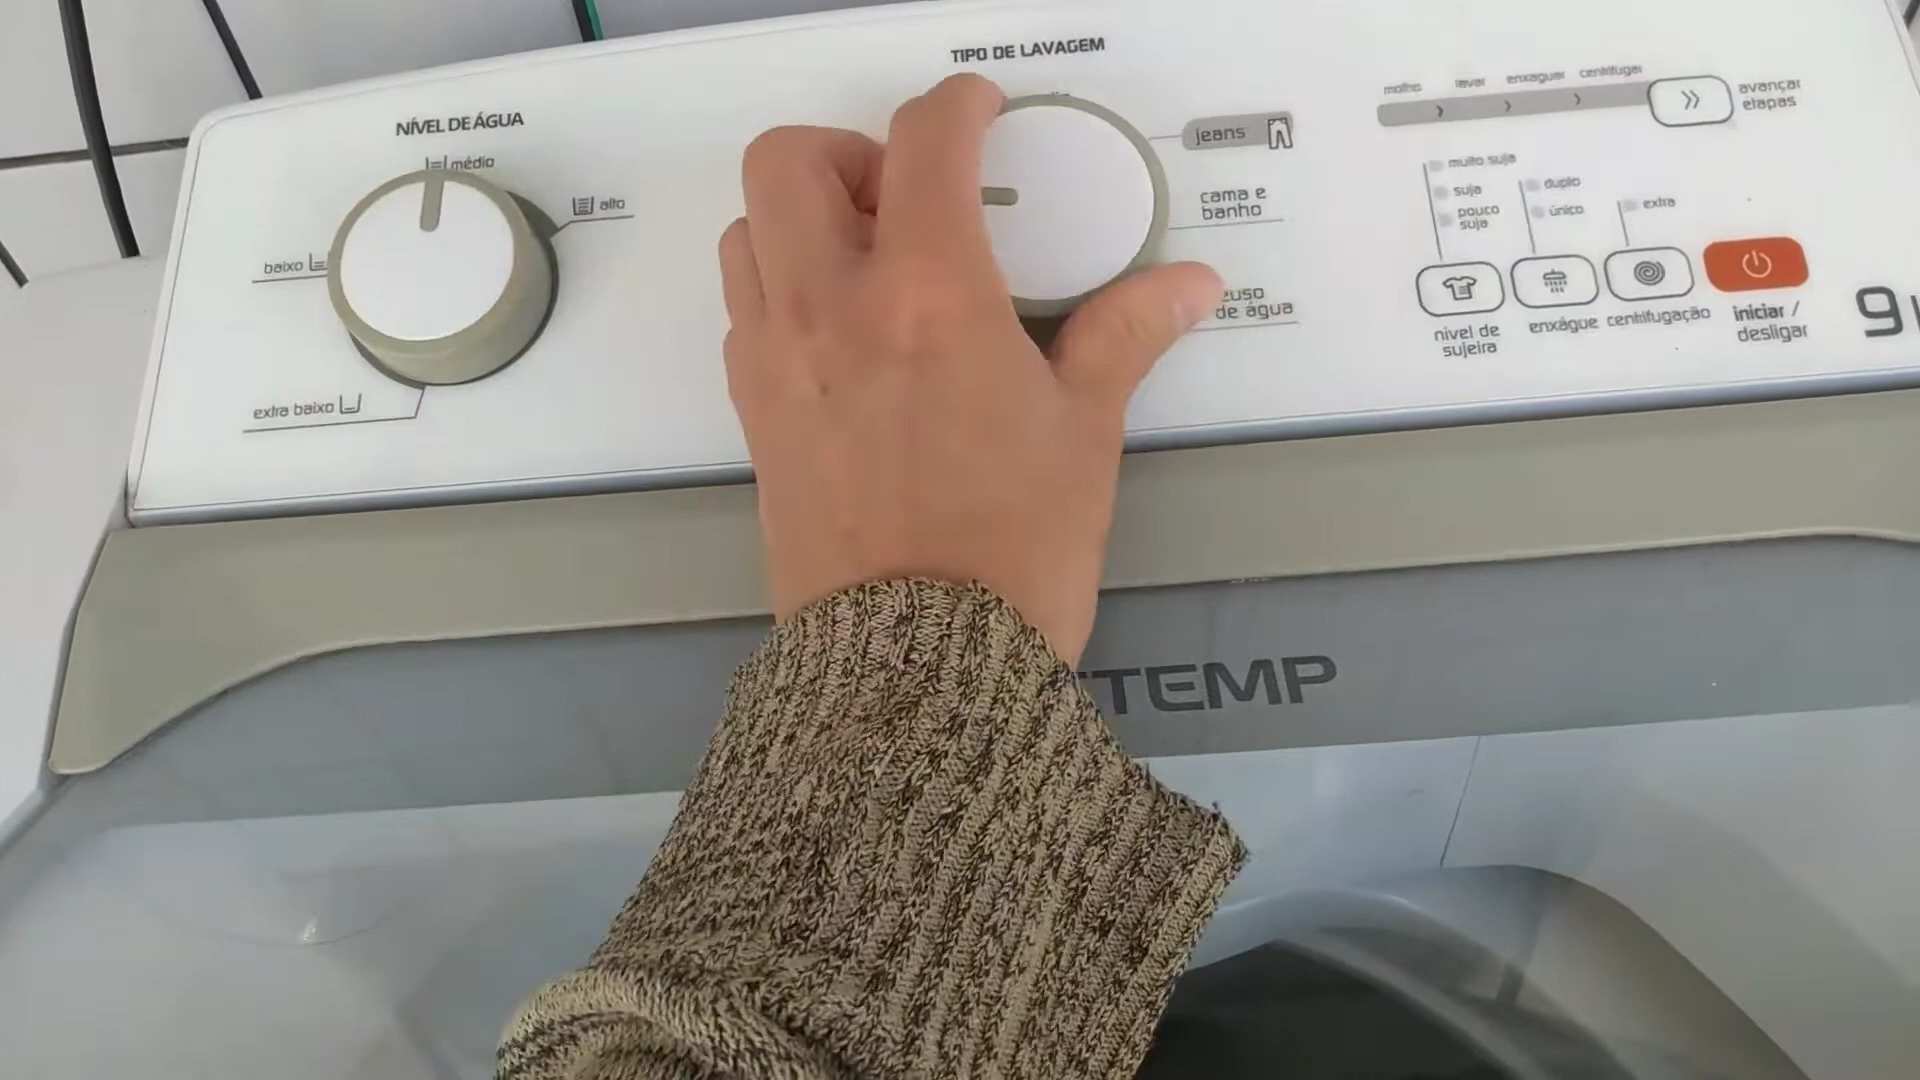 TIPO DE LAVAGEM
NÍVEL DE ÁGUA
médio
alto
baixo
extra baixo
jeans
cama e
banho
de água
molho
lavar
enxaguar
centrifugar
avançar
etapas
muito suja
suja
pouco
suja
duplo
único
extra
nível de
sujeira
enxágue
centrifugação
iniciar /
desligar
9
TEMP